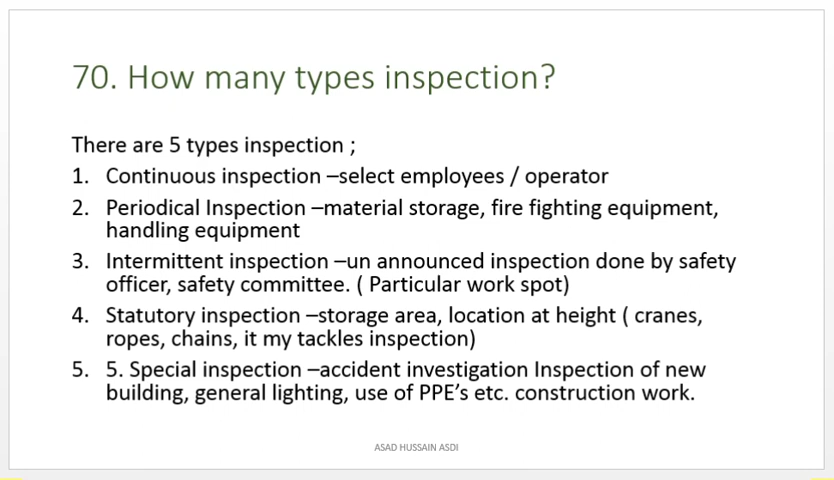 70. How many types inspection?
There are 5 types inspection ;
1. Continuous inspection –select employees / operator
2. Periodical Inspection –material storage, fire fighting equipment,
handling equipment
3. Intermittent inspection –un announced inspection done by safety
officer, safety committee. ( Particular work spot)
4. Statutory inspection –storage area, location at height ( cranes,
ropes, chains, it my tackles inspection)
5. 5. Special inspection –accident investigation Inspection of new
building, general lighting, use of PPE’s etc. construction work.
ASAD HUSSAIN ASDI